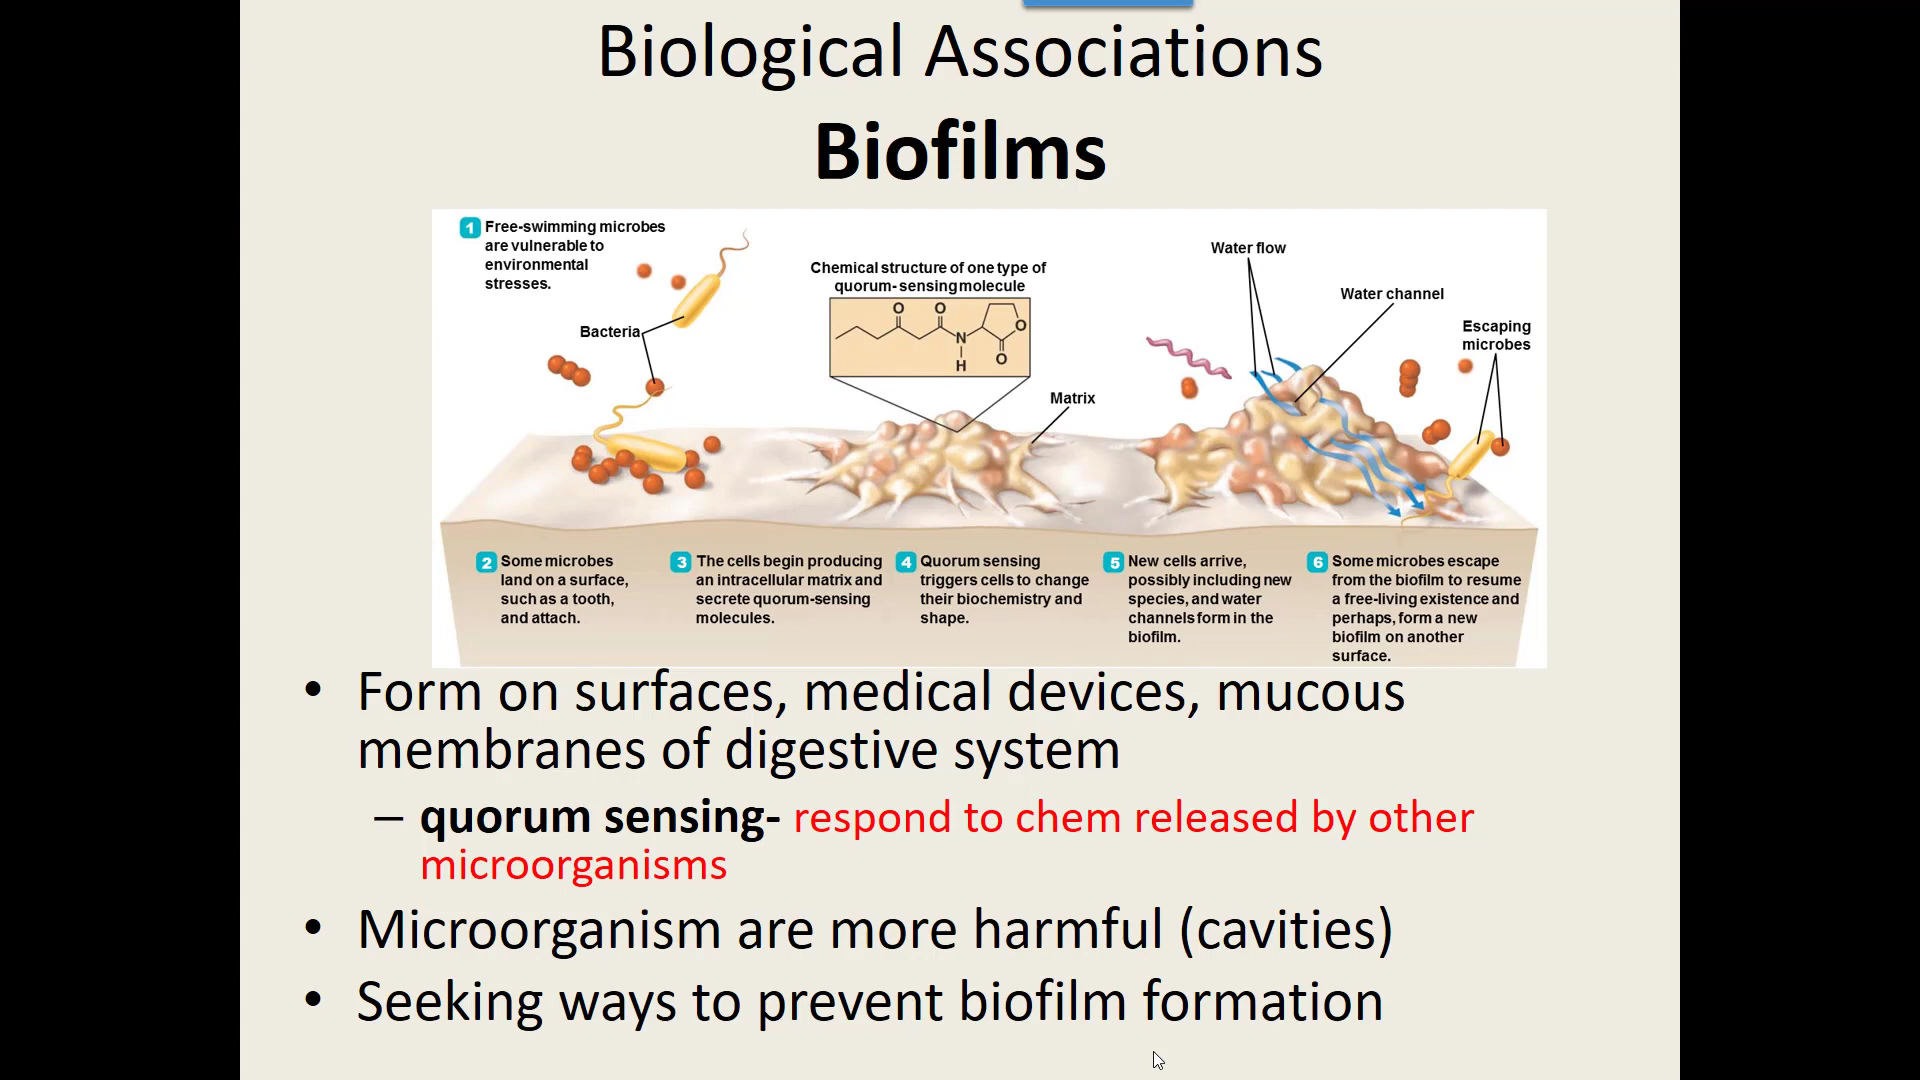 Biological Associations
Biofilms
1 Free-swimming microbes
are vulnerable to
environmental
stresses.
Bacteria
Chemical structure of one type of
quorum- sensing molecule
O O
N
H
O
O
Matrix
Water flow
Water channel
Escaping
microbes
2 Some microbes
land on a surface,
such as a tooth,
and attach.
3 The cells begin producing
an intracellular matrix and
secrete quorum-sensing
molecules.
4 Quorum sensing
triggers cells to change
their biochemistry and
shape.
5 New cells arrive,
possibly including new
species, and water
channels form in the
biofilm.
6 Some microbes escape
from the biofilm to resume
a free-living existence and
perhaps, form a new
biofilm on another
surface.
• Form on surfaces, medical devices, mucous
membranes of digestive system
– quorum sensing- respond to chem released by other
microorganisms
• Microorganism are more harmful (cavities)
• Seeking ways to prevent biofilm formation